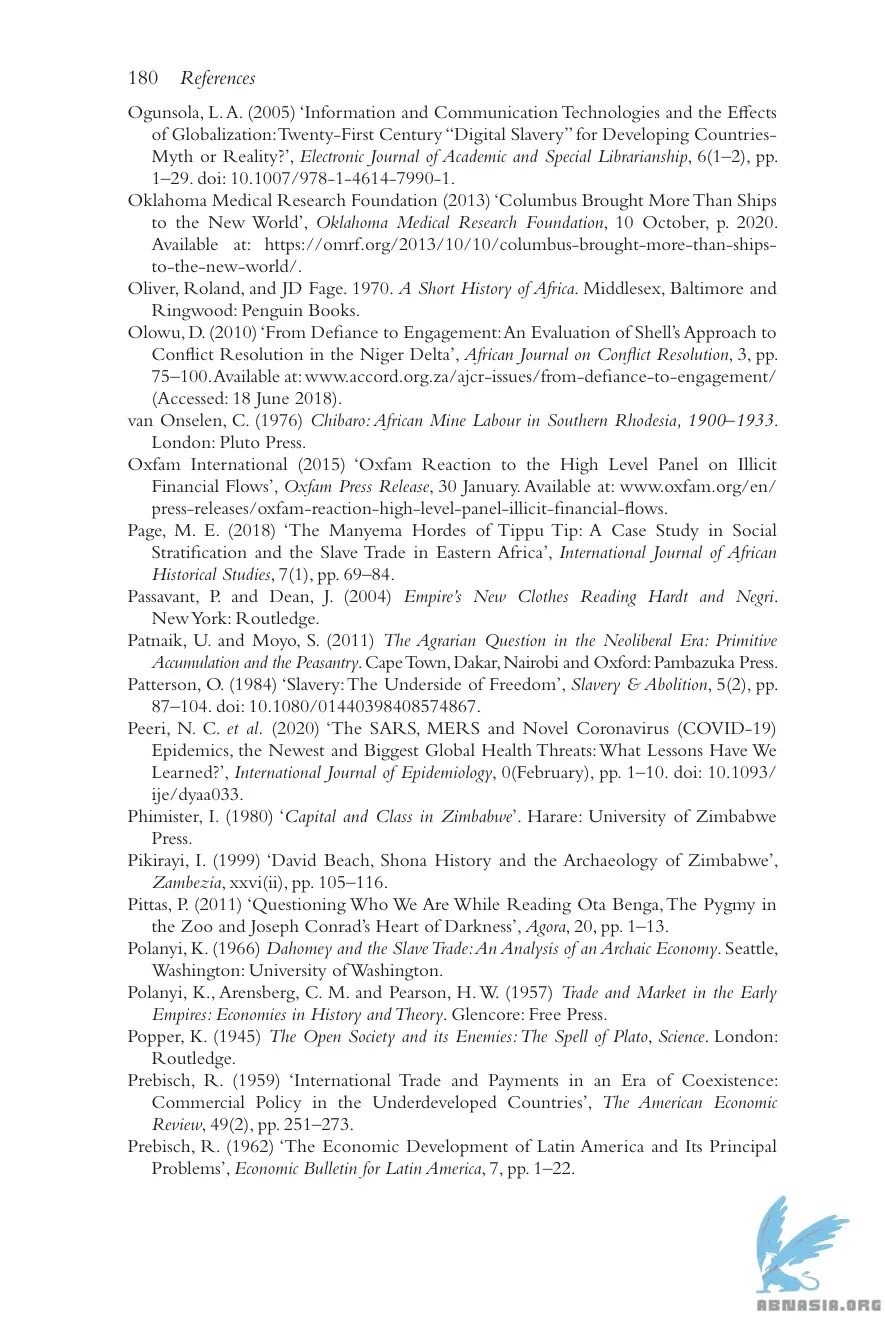 180 References
Ogunsola, L. A. (2005) ‘Information and Communication Technologies and the Effects
of Globalization: Twenty-First Century “Digital Slavery” for Developing Countries-
Myth or Reality?’, Electronic Journal of Academic and Special Librarianship, 6(1–2), pp.
1–29. doi: 10.1007/978-1-4614-7990-1.
Oklahoma Medical Research Foundation (2013) ‘Columbus Brought More Than Ships
to the New World’, Oklahoma Medical Research Foundation, 10 October, p. 2020.
Available at: https://omrf.org/2013/10/10/columbus-brought-more-than-ships-
to-the-new-world/.
Oliver, Roland, and JD Fage. 1970. A Short History of Africa. Middlesex, Baltimore and
Ringwood: Penguin Books.
Olowu, D. (2010) ‘From Defiance to Engagement: An Evaluation of Shell’s Approach to
Conflict Resolution in the Niger Delta’, African Journal on Conflict Resolution, 3, pp.
75–100. Available at: www.accord.org.za/ajcr-issues/from-defiance-to-engagement/
(Accessed: 18 June 2018).
van Onselen, C. (1976) Chibaro: African Mine Labour in Southern Rhodesia, 1900–1933.
London: Pluto Press.
Oxfam International (2015) ‘Oxfam Reaction to the High Level Panel on Illicit
Financial Flows’, Oxfam Press Release, 30 January. Available at: www.oxfam.org/en/
press-releases/oxfam-reaction-high-level-panel-illicit-financial-flows.
Page, M. E. (2018) ‘The Manyema Hordes of Tippu Tip: A Case Study in Social
Stratification and the Slave Trade in Eastern Africa’, International Journal of African
Historical Studies, 7(1), pp. 69–84.
Passavant, P. and Dean, J. (2004) Empire’s New Clothes Reading Hardt and Negri.
New York: Routledge.
Patnaik, U. and Moyo, S. (2011) The Agrarian Question in the Neoliberal Era: Primitive
Accumulation and the Peasantry. Cape Town, Dakar, Nairobi and Oxford: Pambazuka Press.
Patterson, O. (1984) ‘Slavery: The Underside of Freedom’, Slavery & Abolition, 5(2), pp.
87–104. doi: 10.1080/01440398408574867.
Peeri, N. C. et al. (2020) ‘The SARS, MERS and Novel Coronavirus (COVID-19)
Epidemics, the Newest and Biggest Global Health Threats: What Lessons Have We
Learned?’, International Journal of Epidemiology, 0(February), pp. 1–10. doi: 10.1093/
ije/dyaa033.
Phimister, I. (1980) ‘Capital and Class in Zimbabwe’. Harare: University of Zimbabwe
Press.
Pikirayi, I. (1999) ‘David Beach, Shona History and the Archaeology of Zimbabwe’,
Zambezia, xxvi(ii), pp. 105–116.
Pittas, P. (2011) ‘Questioning Who We Are While Reading Ota Benga, The Pygmy in
the Zoo and Joseph Conrad’s Heart of Darkness’, Agora, 20, pp. 1–13.
Polanyi, K. (1966) Dahomey and the Slave Trade: An Analysis of an Archaic Economy. Seattle,
Washington: University of Washington.
Polanyi, K., Arensberg, C. M. and Pearson, H. W. (1957) Trade and Market in the Early
Empires: Economies in History and Theory. Glencore: Free Press.
Popper, K. (1945) The Open Society and its Enemies: The Spell of Plato, Science. London:
Routledge.
Prebisch, R. (1959) ‘International Trade and Payments in an Era of Coexistence:
Commercial Policy in the Underdeveloped Countries’, The American Economic
Review, 49(2), pp. 251–273.
Prebisch, R. (1962) ‘The Economic Development of Latin America and Its Principal
Problems’, Economic Bulletin for Latin America, 7, pp. 1–22.
ABNASIA.ORG